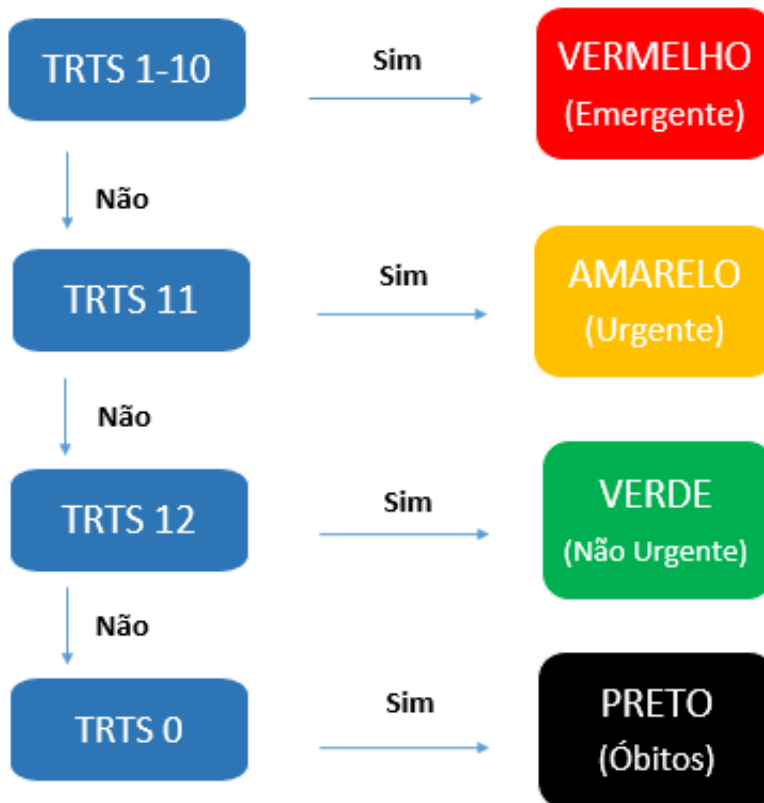 TRTS 1-10
Sim
VERMELHO
(Emergente)
Não
TRTS 11
Sim
AMARELO
(Urgente)
Não
TRTS 12
Sim
VERDE
(Não Urgente)
Não
TRTS 0
Sim
PRETO
(Óbitos)